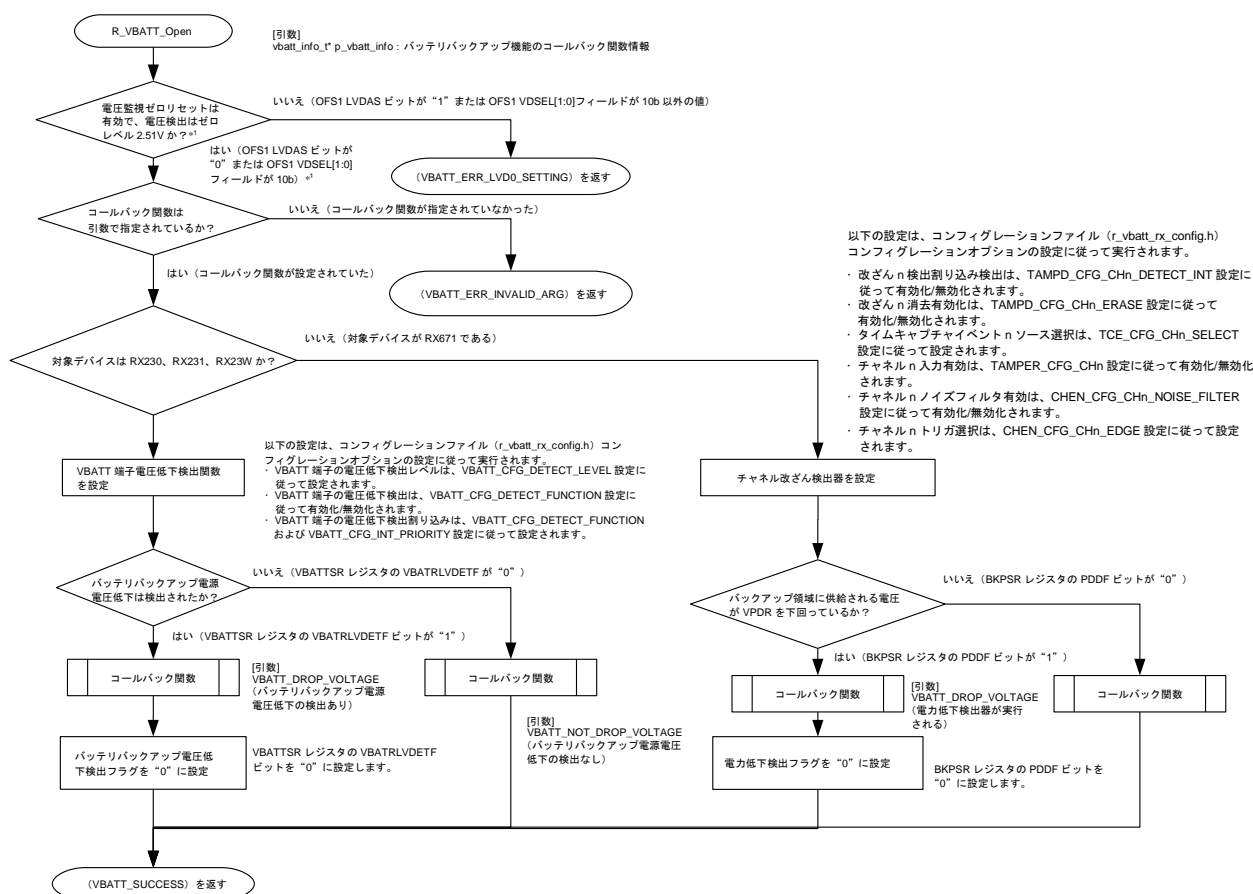 R_VBATT_Open
[引数]
vbatt_info_t* p_vbatt_info : バッテリバックアップ機能のコールバック関数情報
電圧監視ゼロリセットは
有効で、電圧検出はゼロ
レベル 2.51V か？*1
いいえ（OFS1 LVDAS ビットが“1”または OFS1 VDSEL[1:0]フィールドが 10b 以外の値）
はい（OFS1 LVDAS ビットが
“0”または OFS1 VDSEL[1:0]
フィールドが 10b）*1
（VBATT_ERR_LVD0_SETTING）を返す
コールバック関数は
引数で指定されているか？
いいえ（コールバック関数が指定されていなかった）
はい（コールバック関数が設定されていた）
（VBATT_ERR_INVALID_ARG）を返す
以下の設定は、コンフィグレーションファイル（r_vbatt_rx_config.h）
コンフィグレーションオプションの設定に従って実行されます。
· 改ざん n 検出割り込み検出は、TAMPD_CFG_CHn_DETECT_INT 設定に
従って有効化/無効化されます。
· 改ざん n 消去有効化は、TAMPD_CFG_CHn_ERASE 設定に従って
有効化/無効化されます。
· タイムキャプチャイベント n ソース選択は、TCE_CFG_CHn_SELECT
設定に従って設定されます。
· チャネル n 入力有効は、TAMPER_CFG_CHn 設定に従って有効化/無効化
されます。
· チャネル n ノイズフィルタ有効は、CHEN_CFG_CHn_NOISE_FILTER
設定に従って有効化/無効化されます。
· チャネル n トリガ選択は、CHEN_CFG_CHn_EDGE 設定に従って設定
されます。
対象デバイスは RX230、RX231、RX23W か？
いいえ（対象デバイスが RX671 である）
VBATT 端子電圧低下検出関数
を設定
以下の設定は、コンフィグレーションファイル（r_vbatt_rx_config.h）コン
フィグレーションオプションの設定に従って実行されます。
· VBATT 端子の電圧低下検出レベルは、VBATT_CFG_DETECT_LEVEL 設定に
従って設定されます。
· VBATT 端子の電圧低下検出は、VBATT_CFG_DETECT_FUNCTION 設定に
従って有効化/無効化されます。
· VBATT 端子の電圧低下検出割り込みは、VBATT_CFG_DETECT_FUNCTION
および VBATT_CFG_INT_PRIORITY 設定に従って設定されます。
チャネル改ざん検出器を設定
バッテリバックアップ電源
電圧低下は検出されたか？
いいえ（VBATTSR レジスタの VBATRLVDETF が“0”）
はい（VBATTSR レジスタの VBATRLVDETF ビットが“1”）
バックアップ領域に供給される電圧
が VPDR を下回っているか？
いいえ（BKPSR レジスタの PDDF ビットが“0”）
はい（BKPSR レジスタの PDDF ビットが“1”）
コールバック関数
[引数]
VBATT_DROP_VOLTAGE
（バッテリバックアップ電源
電圧低下の検出あり）
コールバック関数
[引数]
VBATT_NOT_DROP_VOLTAGE
（バッテリバックアップ電源電圧
低下の検出なし）
コールバック関数
[引数]
VBATT_DROP_VOLTAGE
（電力低下検出器が実行
される）
コールバック関数
バッテリバックアップ電圧低
下検出フラグを“0”に設定
VBATTSR レジスタの VBATRLVDETF
ビットを“0”に設定します。
電力低下検出フラグを“0”に設定
BKPSR レジスタの PDDF ビットを
“0”に設定します。
（VBATT_SUCCESS）を返す